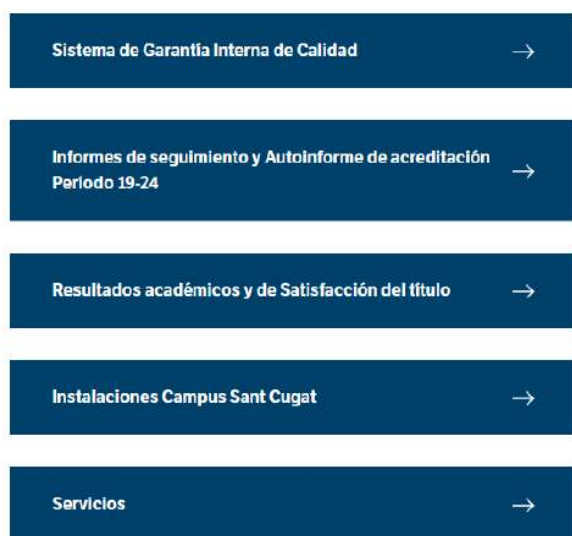 Sistema de Garantía Interna de Calidad
Informes de seguimiento y Autoinforme de acreditación
Periodo 19-24
Resultados académicos y de Satisfacción del título
Instalaciones Campus Sant Cugat
Servicios